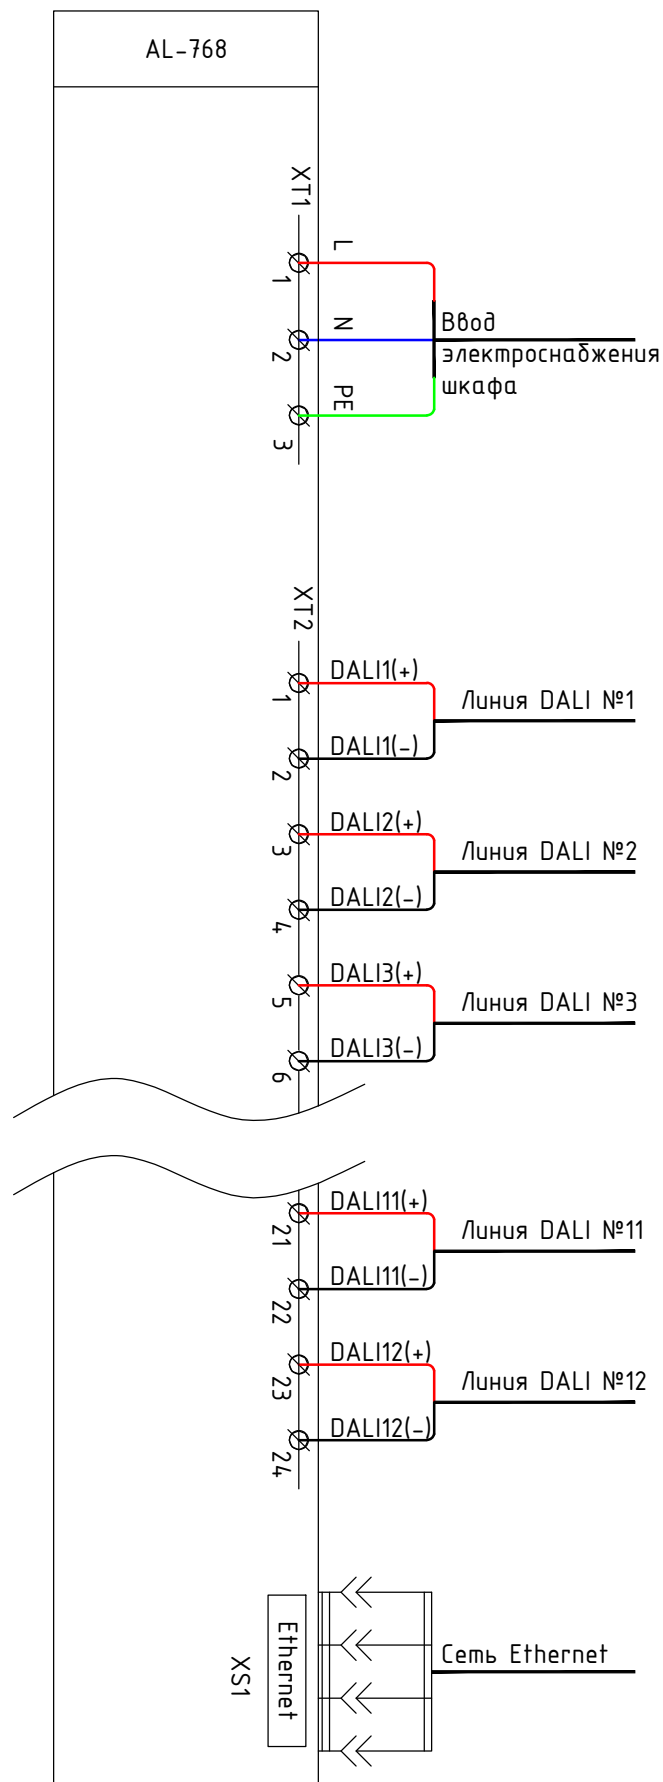 AL-768
XT1
L
1
Ввод
электроснабжения
шкафа
N
2
PE
3
XT2
DALI1(+)
1
Линия DALI №1
DALI1(-)
2
DALI2(+)
3
Линия DALI №2
DALI2(-)
4
DALI3(+)
5
Линия DALI №3
DALI3(-)
6
DALI11(+)
21
Линия DALI №11
DALI11(-)
22
DALI12(+)
23
Линия DALI №12
DALI12(-)
24
Ethernet
XS1
Сеть Ethernet